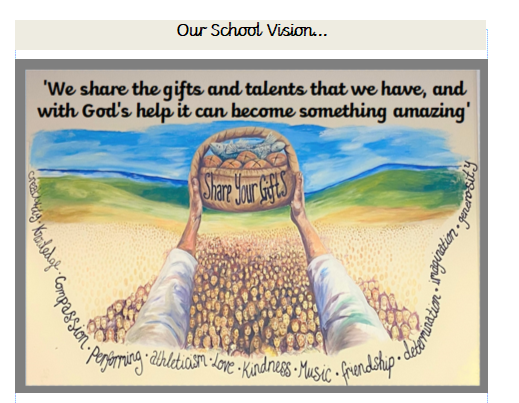 Our School Vision...
'We share the gifts and talents that we have, and
with God's help it can become something amazing'
Share Your Gifts
creativity · Knowledge · Compassion · Performing · athleticism · Love · Kindness · Music · friendship · determination · imagination · generosity